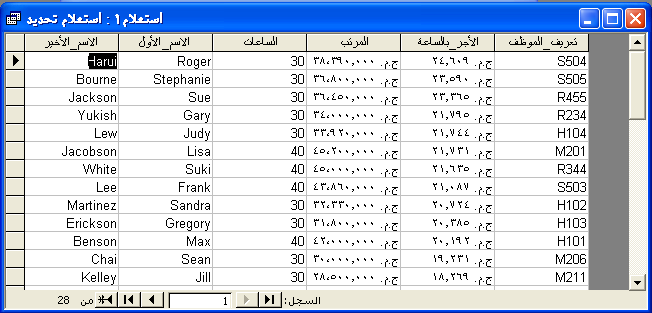 استعلام١ : استعلام تحديد
تعريف_الموظف الأجر_بالساعة المرتب الساعات الاسم_الأول الاسم_الأخير
S504 ج.م. ٢٤,٦٠٩ ج.م. ٣٨،٣٩٠,٠٠٠ 30 Roger Harui
S505 ج.م. ٢٣,٥٩٠ ج.م. ٣٦،٨٠٠,٠٠٠ 30 Stephanie Bourne
R455 ج.م. ٢٣,٣٦٥ ج.م. ٣٦،٤٥٠,٠٠٠ 30 Sue Jackson
R234 ج.م. ٢١,٧٩٥ ج.م. ٣٤،٠٠٠,٠٠٠ 30 Gary Yukish
H104 ج.م. ٢١,٧٤٤ ج.م. ٣٣،٩٢٠,٠٠٠ 30 Judy Lew
M201 ج.م. ٢١,٧٣١ ج.م. ٤٥،٢٠٠,٠٠٠ 40 Lisa Jacobson
R344 ج.م. ٢١,٦٣٥ ج.م. ٤٥،٠٠٠,٠٠٠ 40 Suki White
S503 ج.م. ٢١,٠٨٧ ج.م. ٤٣،٨٦٠,٠٠٠ 40 Frank Lee
H102 ج.م. ٢٠,٧٢٤ ج.م. ٣٢،٣٣٠,٠٠٠ 30 Sandra Martinez
H103 ج.م. ٢٠,٣٨٥ ج.م. ٣١،٨٠٠,٠٠٠ 30 Gregory Erickson
H101 ج.م. ٢٠,١٩٢ ج.م. ٤٢،٠٠٠,٠٠٠ 40 Max Benson
M206 ج.م. ١٩,٢٣١ ج.م. ٣٠،٠٠٠,٠٠٠ 30 Sean Chai
M211 ج.م. ١٨,٢٦٩ ج.م. ٢٨،٥٠٠,٠٠٠ 30 Jill Kelley
السجل: 1 من 28